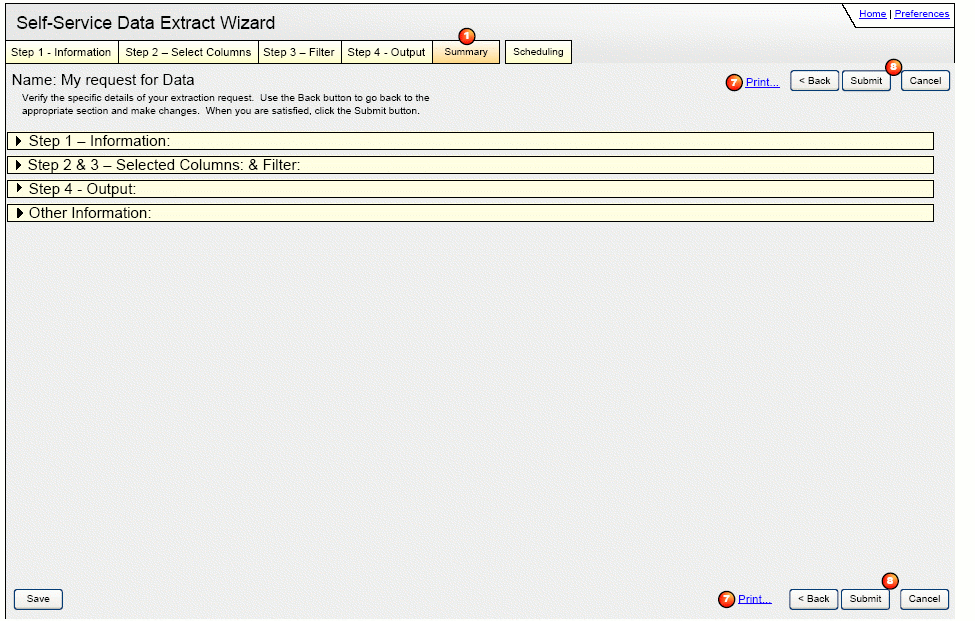 Self-Service Data Extract Wizard
Home | Preferences
1
Step 1 - Information Step 2 – Select Columns Step 3 – Filter Step 4 - Output Summary Scheduling
Name: My request for Data
7 Print... < Back Submit 8 Cancel
Verify the specific details of your extraction request. Use the Back button to go back to the
appropriate section and make changes. When you are satisfied, click the Submit button.
Step 1 – Information:
Step 2 & 3 – Selected Columns: & Filter:
Step 4 - Output:
Other Information:
Save 7 Print... < Back Submit 8 Cancel